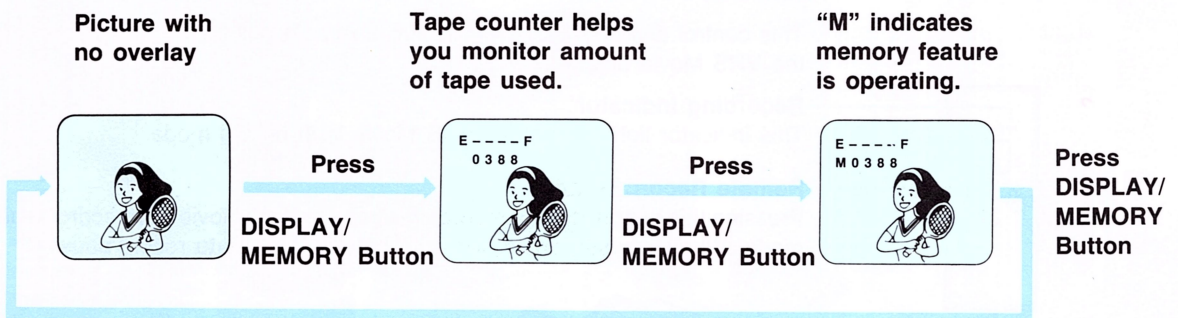 Picture with
no overlay
Tape counter helps
you monitor amount
of tape used.
“M” indicates
memory feature
is operating.
E----F
0388
E----F
M0388
Press
DISPLAY/
MEMORY Button
Press
DISPLAY/
MEMORY Button
Press
DISPLAY/
MEMORY
Button